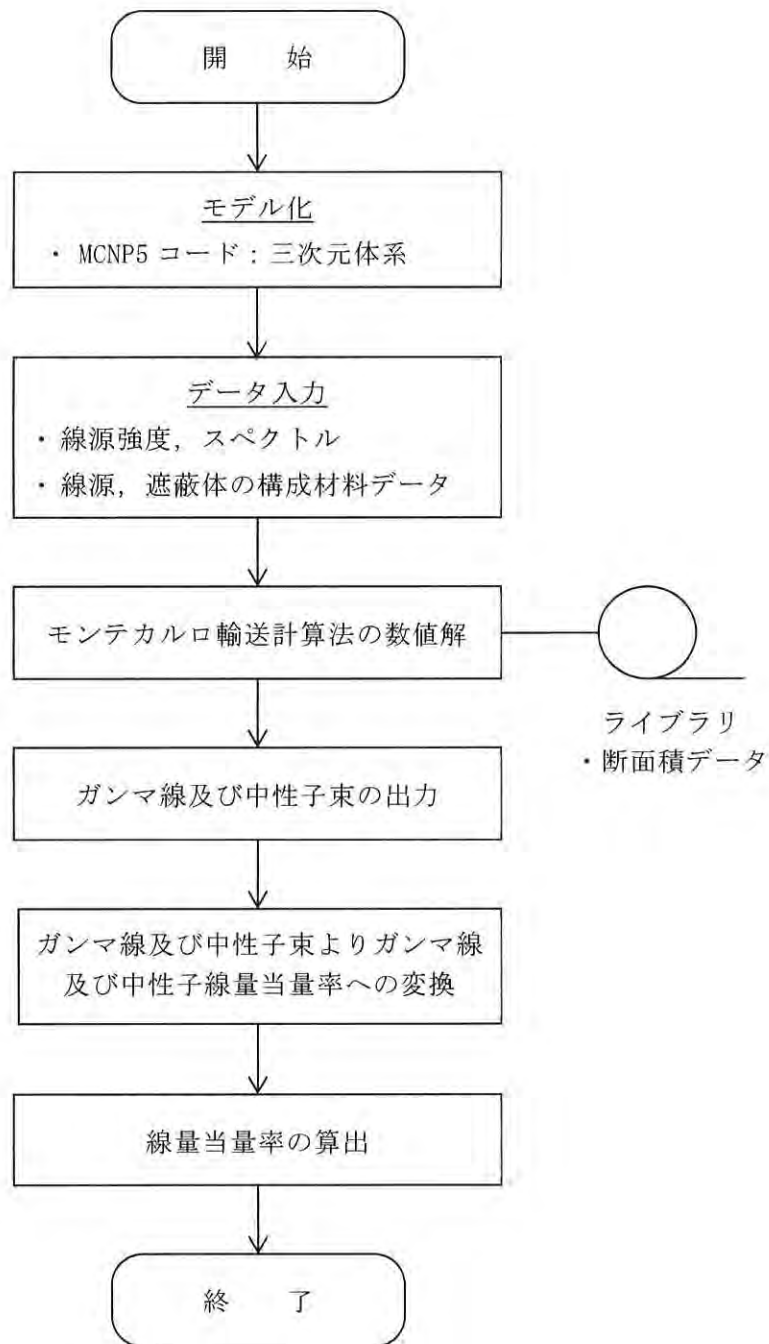 開　　始
モデル化
・ MCNP5 コード：三次元体系
データ入力
・線源強度，スペクトル
・線源，遮蔽体の構成材料データ
モンテカルロ輸送計算法の数値解
ライブラリ
・断面積データ
ガンマ線及び中性子束の出力
ガンマ線及び中性子束よりガンマ線
及び中性子線量当量率への変換
線量当量率の算出
終　　了